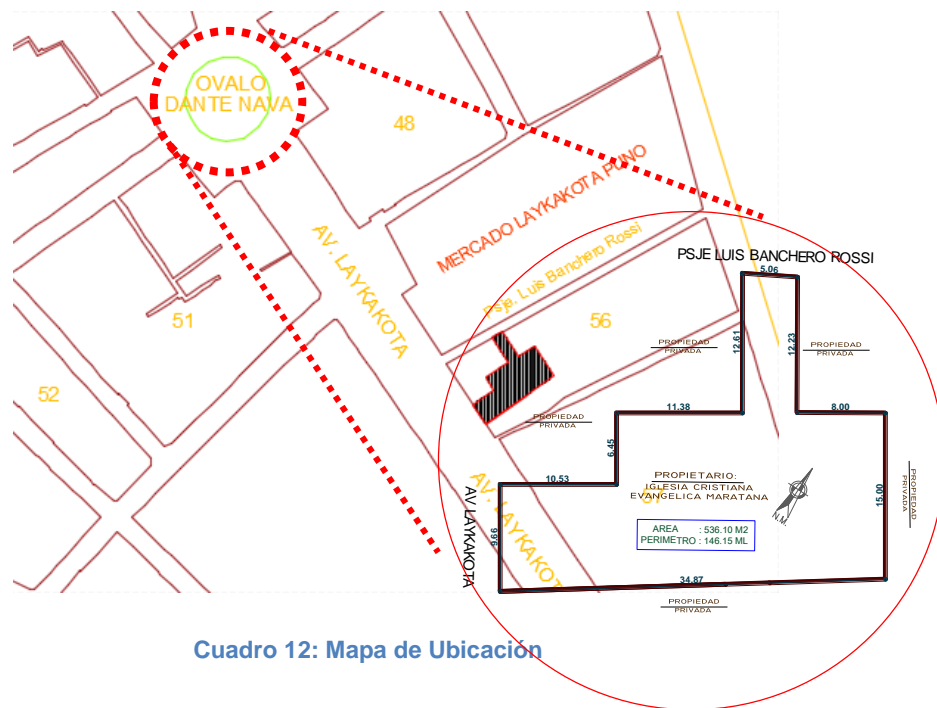 OVALO
DANTE NAVA
48
MERCADO LAYKAKOTA PUNO
AV. LAYKAKOTA
Psje. Luis Banchero Rossi
51
52
56
PSJE LUIS BANCHERO ROSSI
5.06
12.61
12.23
PROPIEDAD
PRIVADA
PROPIEDAD
PRIVADA
11.38
8.00
PROPIEDAD
PRIVADA
6.45
10.53
PROPIETARIO:
IGLESIA CRISTIANA
EVANGELICA MARATANA
N.M.
15.00
PROPIEDAD
PRIVADA
AV. LAYKAKOTA
AV LAYKAKOTA
9.66
AREA : 536.10 M2
PERIMETRO : 146.15 ML
34.87
PROPIEDAD
PRIVADA
Cuadro 12: Mapa de Ubicación